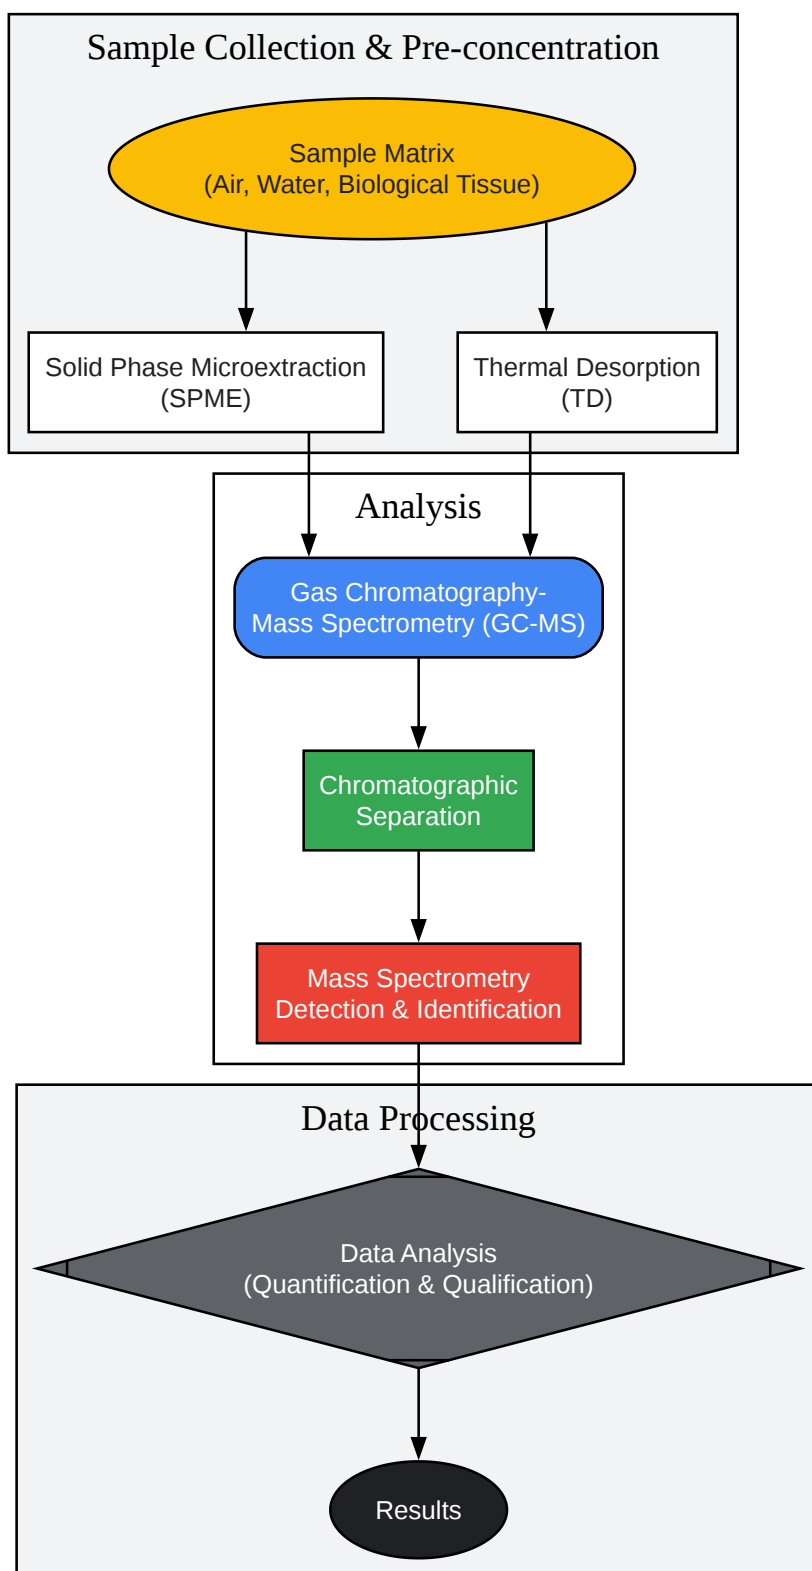 Sample Collection & Pre-concentration
Sample Matrix
(Air, Water, Biological Tissue)
Solid Phase Microextraction
(SPME)
Thermal Desorption
(TD)
Analysis
Gas Chromatography-
Mass Spectrometry (GC-MS)
Chromatographic
Separation
Mass Spectrometry
Detection & Identification
Data Processing
Data Analysis
(Quantification & Qualification)
Results